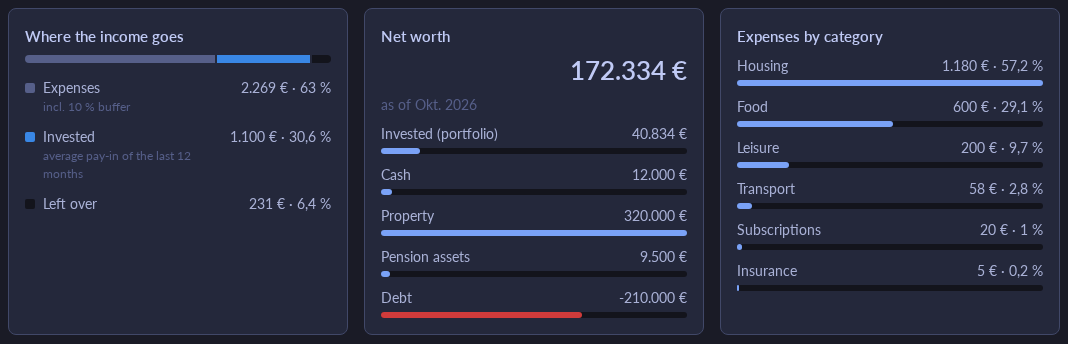 Where the income goes
Expenses 2.269 € · 63 %
incl. 10 % buffer
Invested 1.100 € · 30,6 %
average pay-in of the last 12
months
Left over 231 € · 6,4 %
Net worth
172.334 €
as of Okt. 2026
Invested (portfolio) 40.834 €
Cash 12.000 €
Property 320.000 €
Pension assets 9.500 €
Debt -210.000 €
Expenses by category
Housing 1.180 € · 57,2 %
Food 600 € · 29,1 %
Leisure 200 € · 9,7 %
Transport 58 € · 2,8 %
Subscriptions 20 € · 1 %
Insurance 5 € · 0,2 %